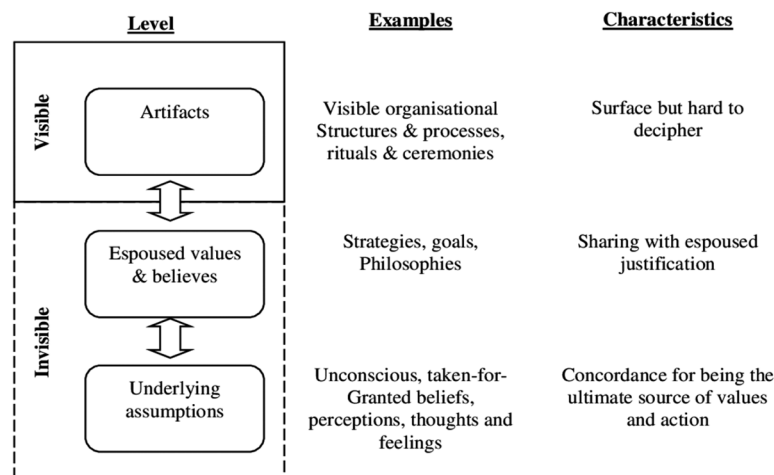 Level
Examples
Characteristics
Visible
Artifacts
Visible organisational
Structures & processes,
rituals & ceremonies
Surface but hard to
decipher
Invisible
Espoused values
& believes
Strategies, goals,
Philosophies
Sharing with espoused
justification
Underlying
assumptions
Unconscious, taken-for-
Granted beliefs,
perceptions, thoughts and
feelings
Concordance for being the
ultimate source of values
and action